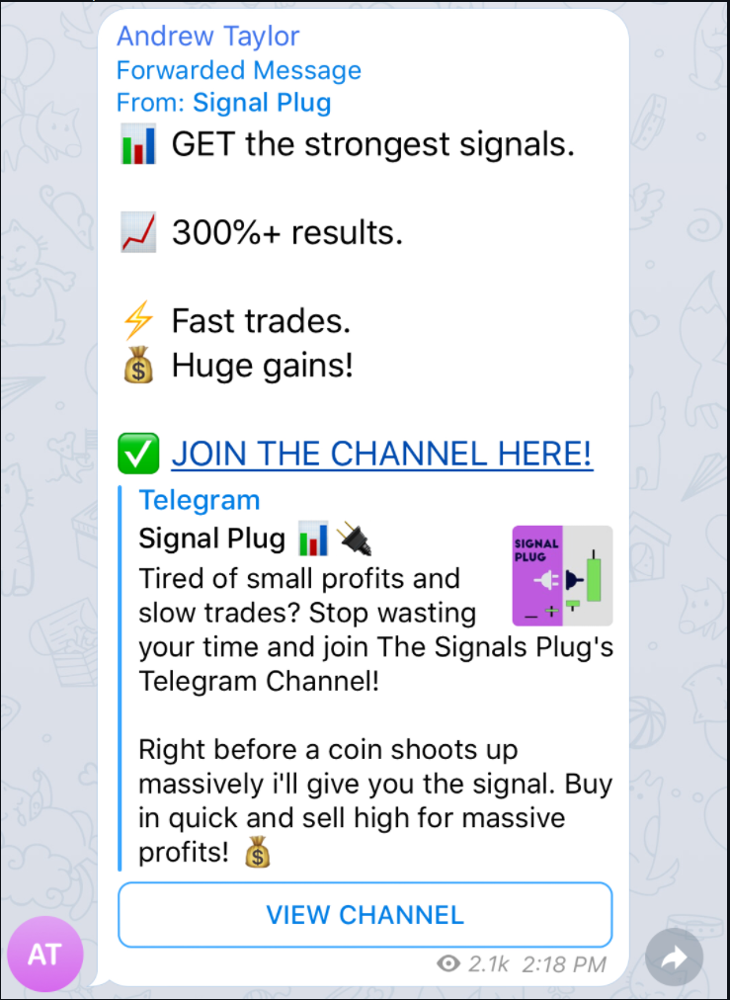 Andrew Taylor
Forwarded Message
From: Signal Plug
📊 GET the strongest signals.
📈 300%+ results.
⚡ Fast trades.
💰 Huge gains!
✅ JOIN THE CHANNEL HERE!
Telegram
Signal Plug 📊🔌
SIGNAL
PLUG
Tired of small profits and
slow trades? Stop wasting
your time and join The Signals Plug's
Telegram Channel!
Right before a coin shoots up
massively i'll give you the signal. Buy
in quick and sell high for massive
profits! 💰
VIEW CHANNEL
AT
2.1k 2:18 PM